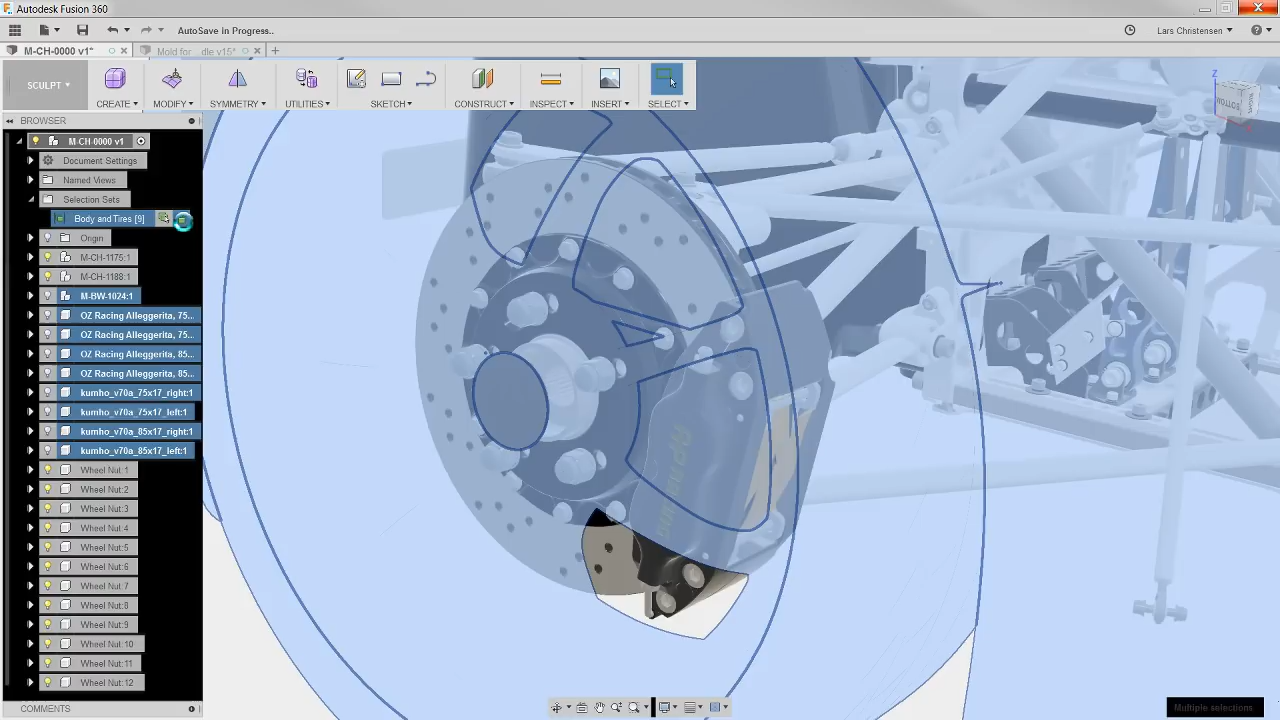 Autodesk Fusion 360
AutoSave in Progress..
Lars Christensen
M-CH-0000 v1*
Mold for dle v15*
SCULPT
CREATE
MODIFY
SYMMETRY
UTILITIES
SKETCH
CONSTRUCT
INSPECT
INSERT
SELECT
Z
BOTTOM
BROWSER
M-CH-0000 v1
Document Settings
Named Views
Selection Sets
Body and Tires [9]
Origin
M-CH-1175:1
M-CH-1188:1
M-BW-1024:1
OZ Racing Alleggerita, 75...
OZ Racing Alleggerita, 75...
OZ Racing Alleggerita, 85...
OZ Racing Alleggerita, 85...
kumho_v70a_75x17_right:1
kumho_v70a_75x17_left:1
kumho_v70a_85x17_right:1
kumho_v70a_85x17_left:1
Wheel Nut:1
Wheel Nut:2
Wheel Nut:3
Wheel Nut:4
Wheel Nut:5
Wheel Nut:6
Wheel Nut:7
Wheel Nut:8
Wheel Nut:9
Wheel Nut:10
Wheel Nut:11
Wheel Nut:12
COMMENTS
Multiple selections